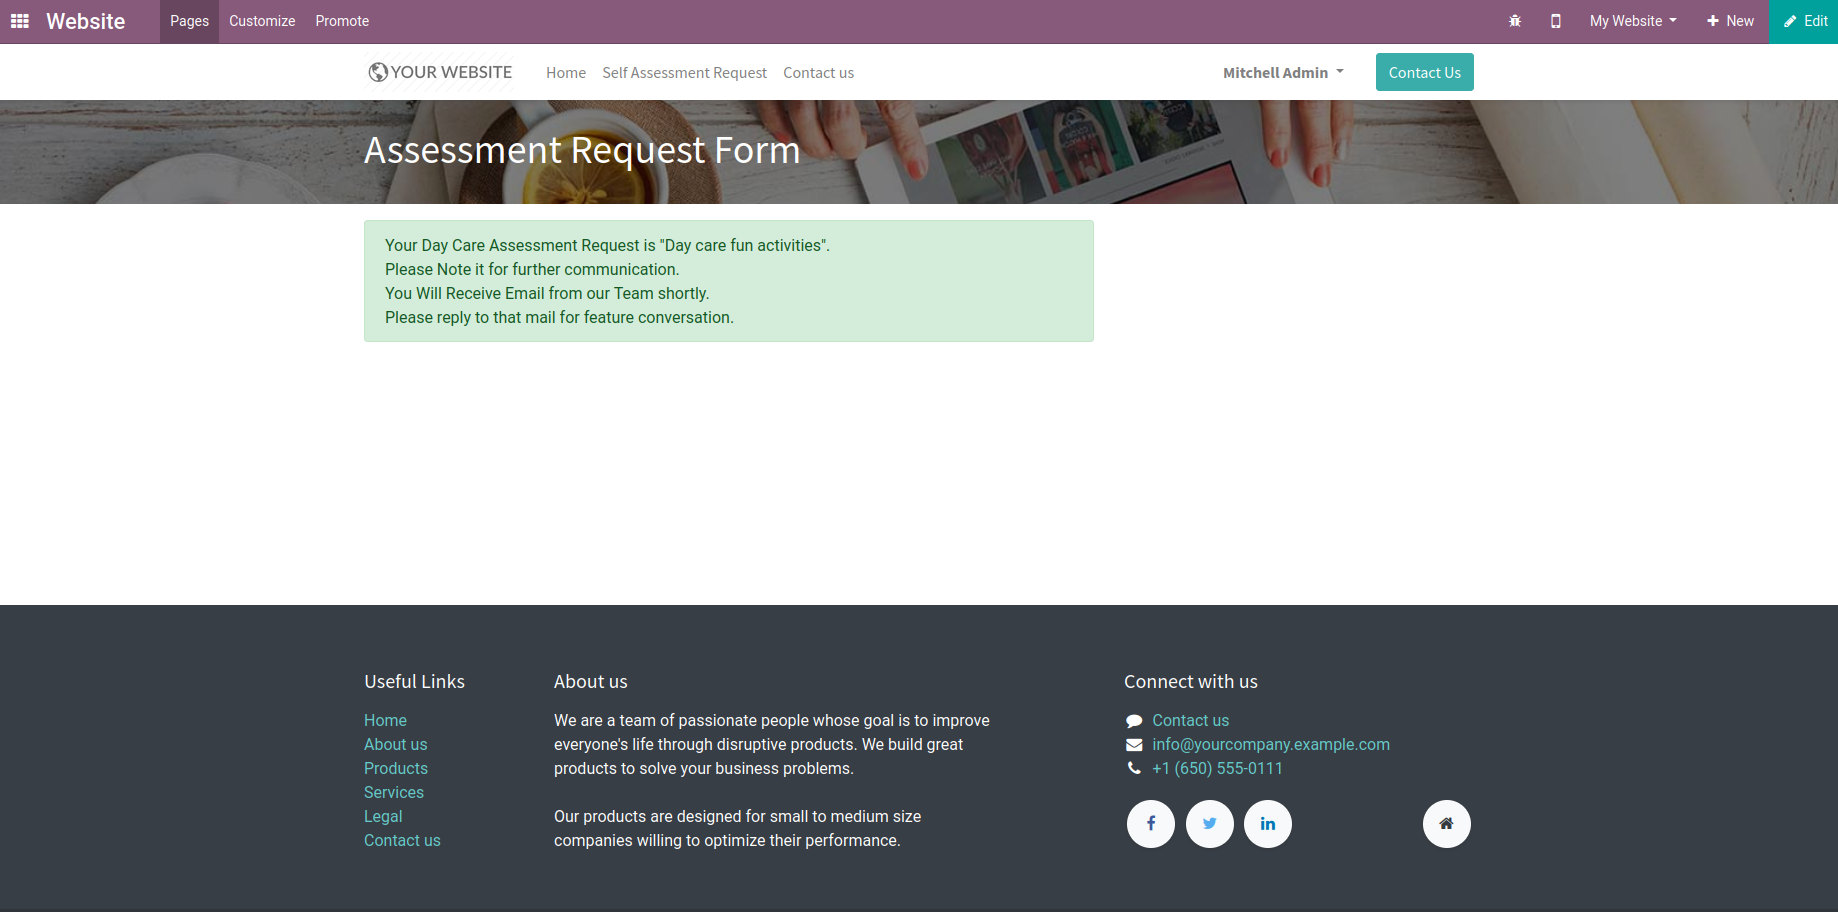 Website
Pages
Customize
Promote
My Website
New
Edit
YOUR WEBSITE
Home
Self Assessment Request
Contact us
Mitchell Admin
Contact Us
Assessment Request Form
Your Day Care Assessment Request is "Day care fun activities".
Please Note it for further communication.
You Will Receive Email from our Team shortly.
Please reply to that mail for feature conversation.
Useful Links
Home
About us
Products
Services
Legal
Contact us
About us
We are a team of passionate people whose goal is to improve
everyone's life through disruptive products. We build great
products to solve your business problems.
Our products are designed for small to medium size
companies willing to optimize their performance.
Connect with us
Contact us
info@yourcompany.example.com
+1 (650) 555-0111